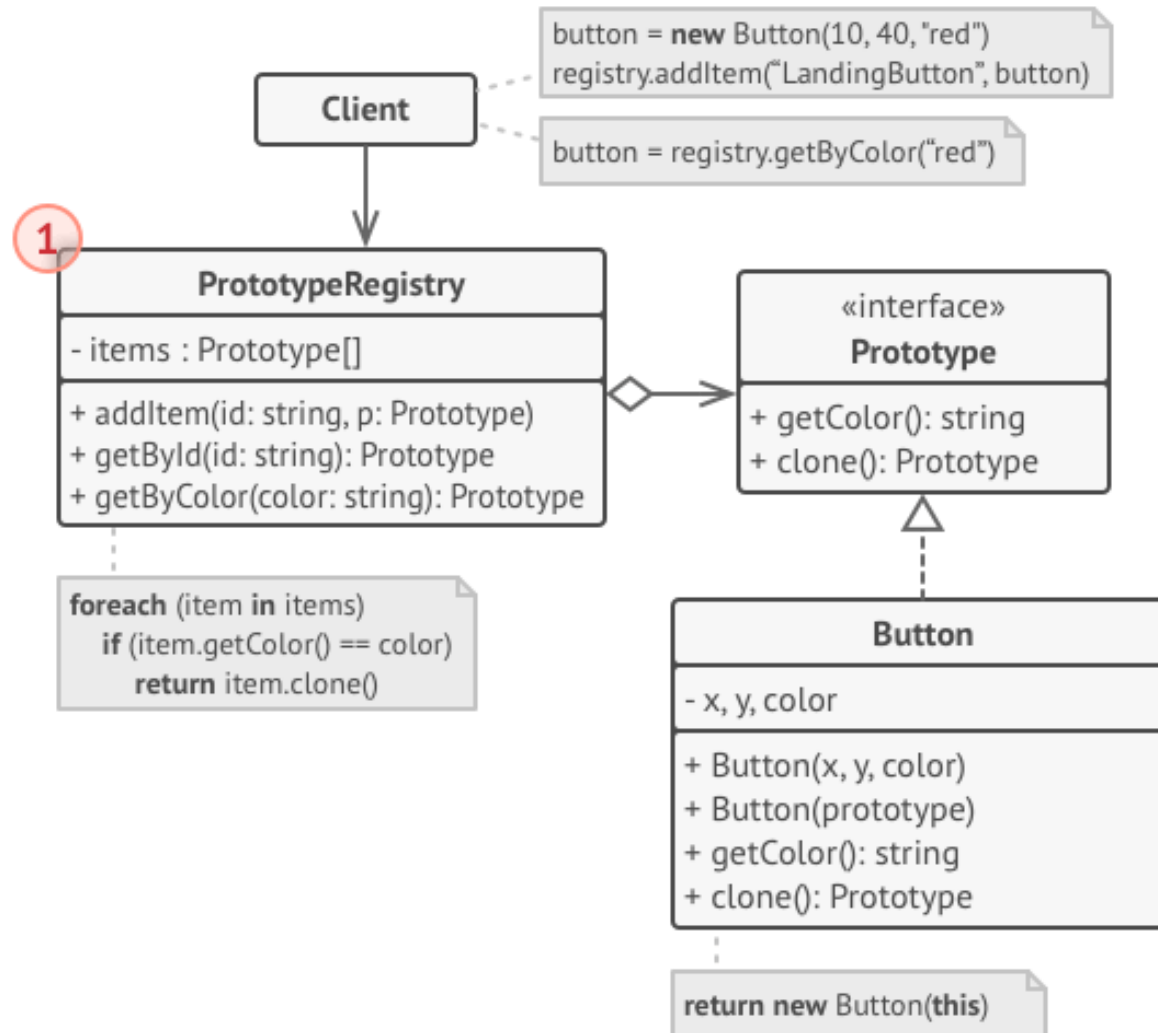 button = new Button(10, 40, "red")
registry.addItem(“LandingButton”, button)
Client
button = registry.getByColor(“red”)
1
PrototypeRegistry
- items : Prototype[]
+ addItem(id: string, p: Prototype)
+ getById(id: string): Prototype
+ getByColor(color: string): Prototype
«interface»
Prototype
+ getColor(): string
+ clone(): Prototype
foreach (item in items)
if (item.getColor() == color)
return item.clone()
Button
- x, y, color
+ Button(x, y, color)
+ Button(prototype)
+ getColor(): string
+ clone(): Prototype
return new Button(this)